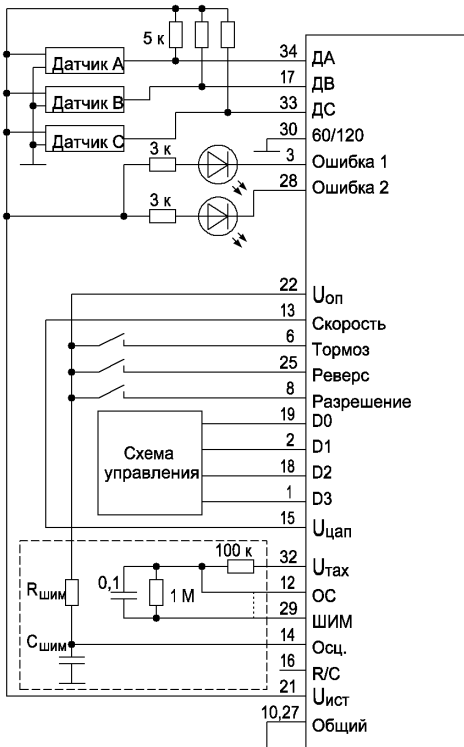 5 к
34 ДА
Датчик А
17 ДВ
Датчик В
33 ДС
Датчик С
30 60/120
3 к
3 Ошибка 1
28 Ошибка 2
3 к
22 Uоп
13 Скорость
6 Тормоз
25 Реверс
8 Разрешение
19 D0
Схема
управления
2 D1
18 D2
1 D3
15 Uцап
100 к
32 Uтах
0,1
1 М
12 ОС
Rшим
29 ШИМ
Сшим
14 Осц.
16 R/C
21 Uист
10,27 Общий